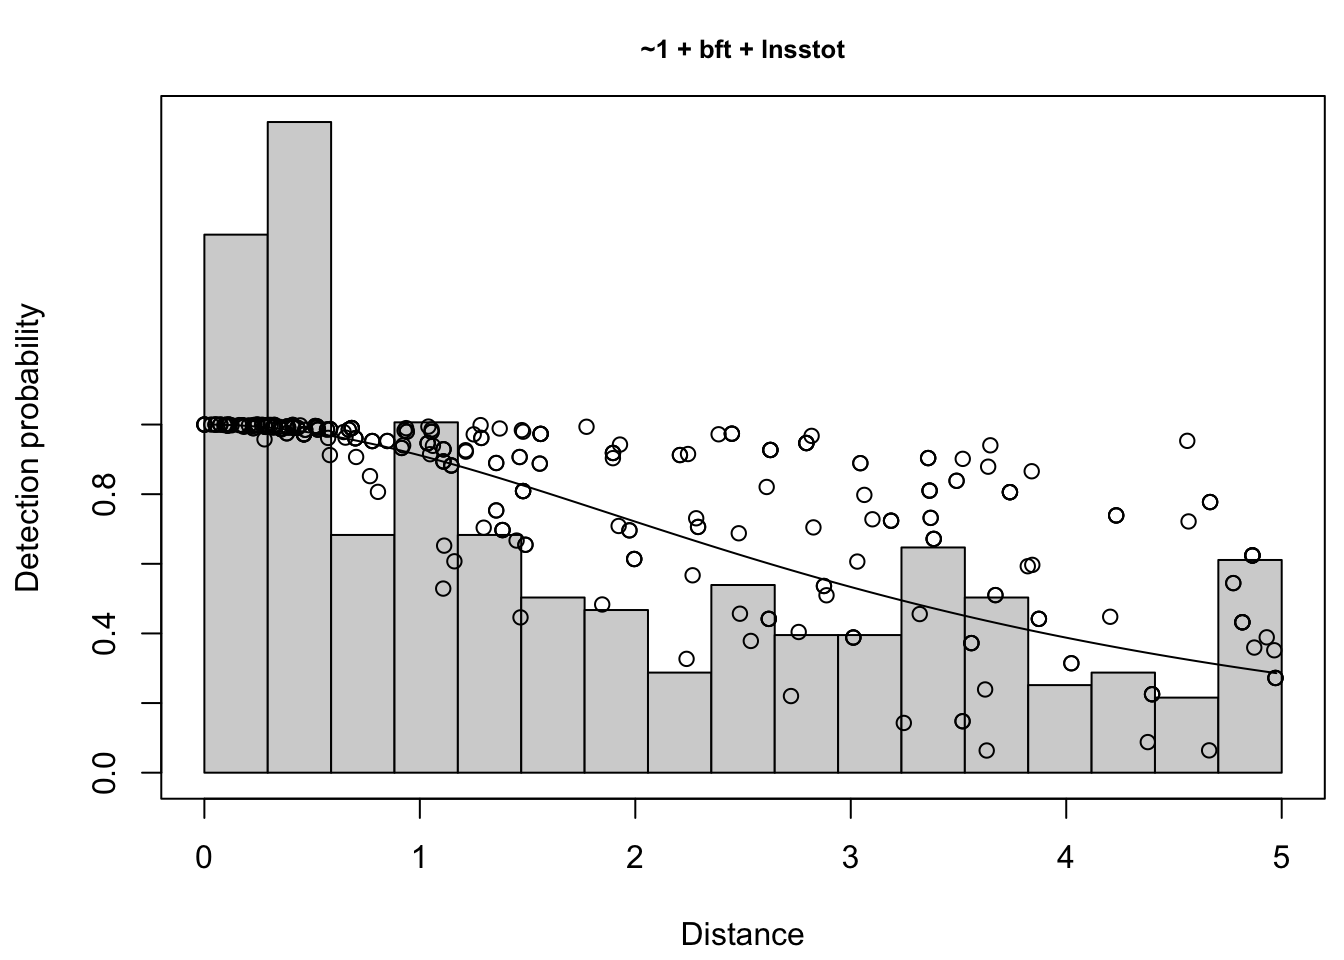 ~1 + bft + lnsstot
Detection probability
0.8
0.4
0.0
0 1 2 3 4 5
Distance